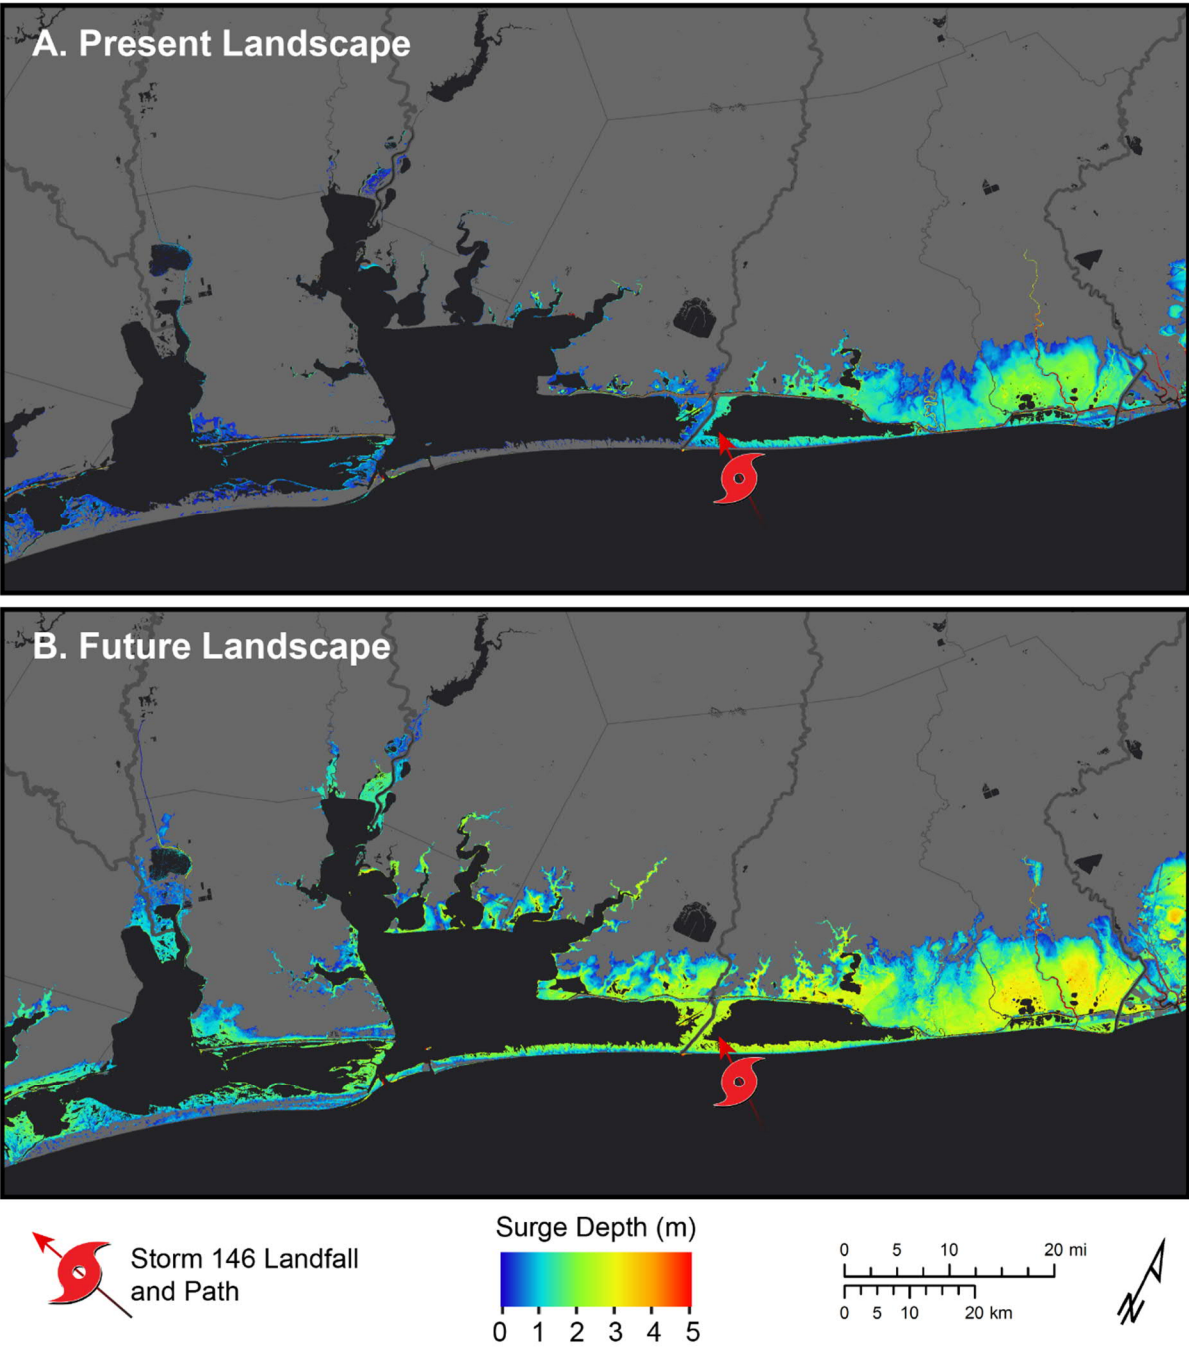 A. Present Landscape
B. Future Landscape
Storm 146 Landfall
and Path
Surge Depth (m)
0 1 2 3 4 5
0 5 10 20 mi
0 5 10 20 km
N